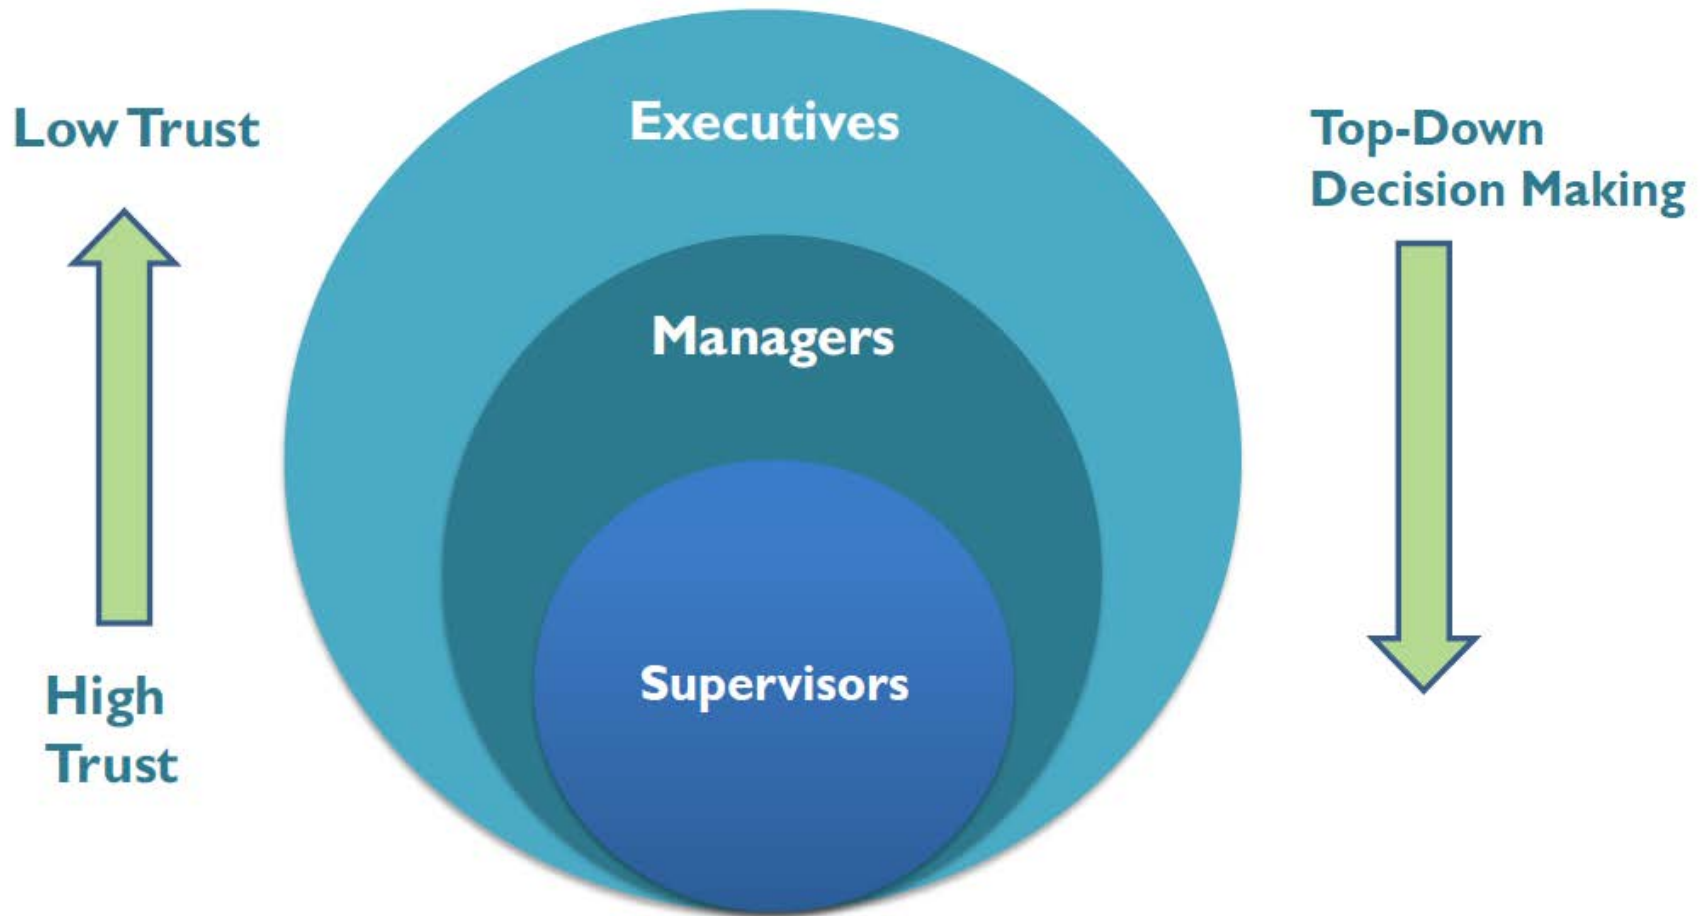 Low Trust
High
Trust
Executives
Managers
Supervisors
Top-Down
Decision Making